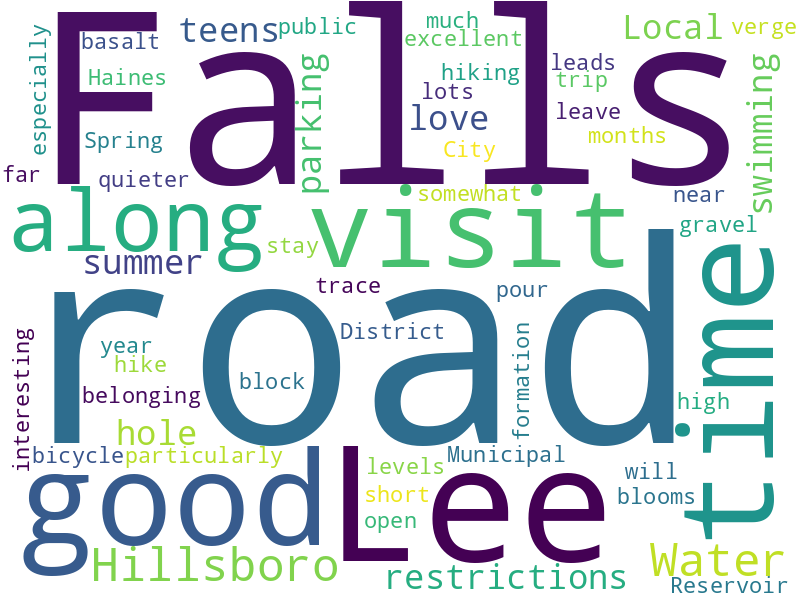 Falls
road
Lee
visit
time
good
along
Hillsboro
hole
bicycle
summer
teens
love
Local
Water
restrictions
parking
swimming
public
much
excellent
verge
basalt
especially
Haines
hiking
leads
lots
trip
leave
City
months
Spring
far
quieter
somewhat
near
gravel
stay
trace
pour
District
year
hike
block
formation
belonging
interesting
high
particularly
levels
Municipal
will
short
blooms
open
Reservoir